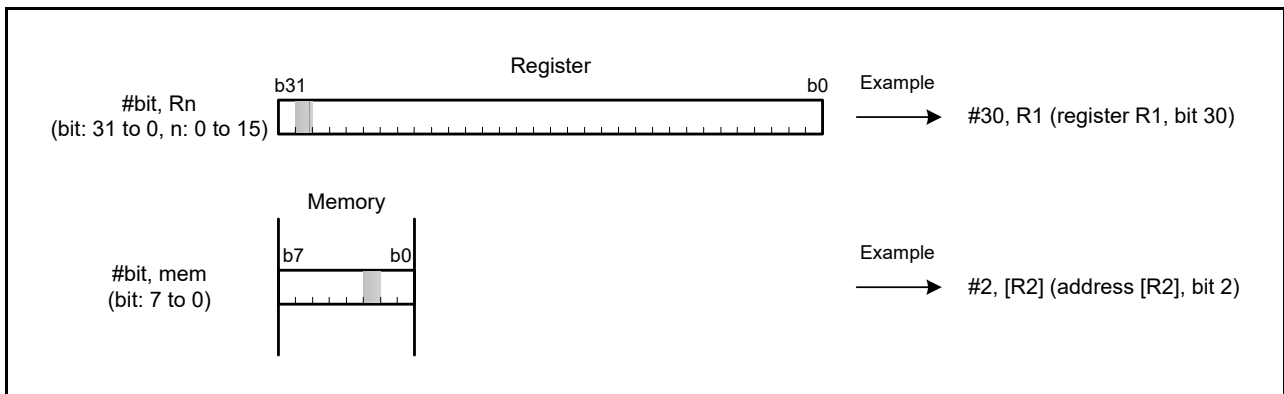 Register
b31
b0
Example
#bit, Rn
(bit: 31 to 0, n: 0 to 15)
#30, R1 (register R1, bit 30)
Memory
b7
b0
Example
#bit, mem
(bit: 7 to 0)
#2, [R2] (address [R2], bit 2)